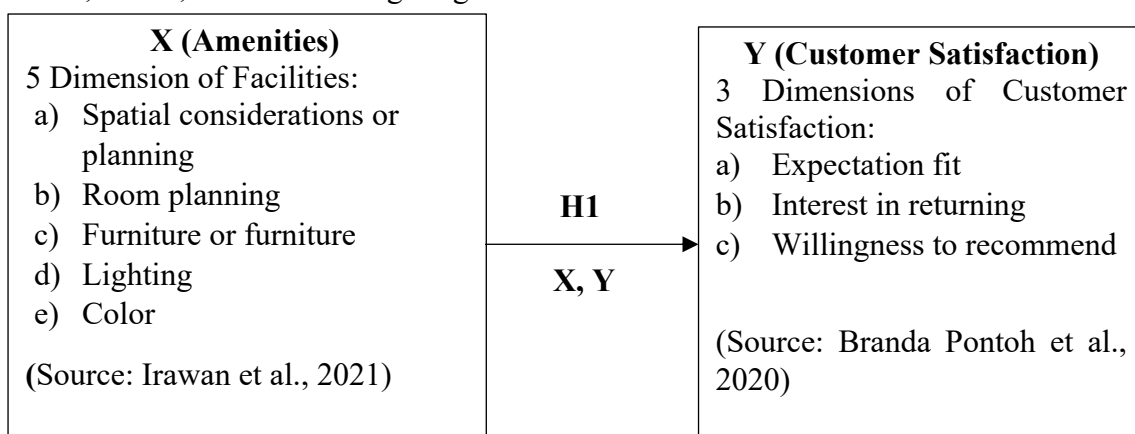 X (Amenities)
5 Dimension of Facilities:
a) Spatial considerations or
planning
b) Room planning
c) Furniture or furniture
d) Lighting
e) Color
(Source: Irawan et al., 2021)
H1
X, Y
Y (Customer Satisfaction)
3 Dimensions of Customer
Satisfaction:
a) Expectation fit
b) Interest in returning
c) Willingness to recommend
(Source: Branda Pontoh et al.,
2020)